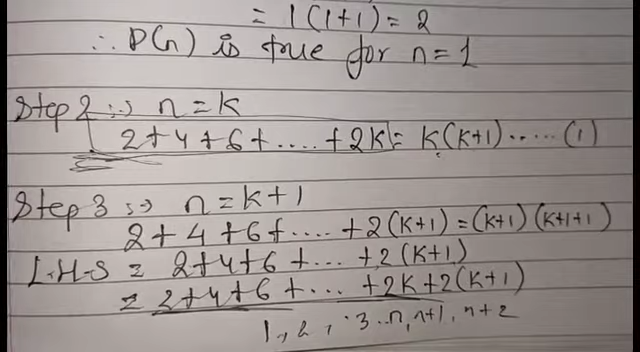 = 1(1+1) = 2
∴ P(n) is true for n=1
Step 2 :→ n=k
2+4+6+....+2k = k(k+1).....(1)
Step 3 :→ n=k+1
2+4+6+....+2(k+1)=(k+1)(k+1+1)
L.H.S = 2+4+6+...+2(k+1)
= 2+4+6+...+2k+2(k+1)
1, 2, 3..n, n+1, n+2